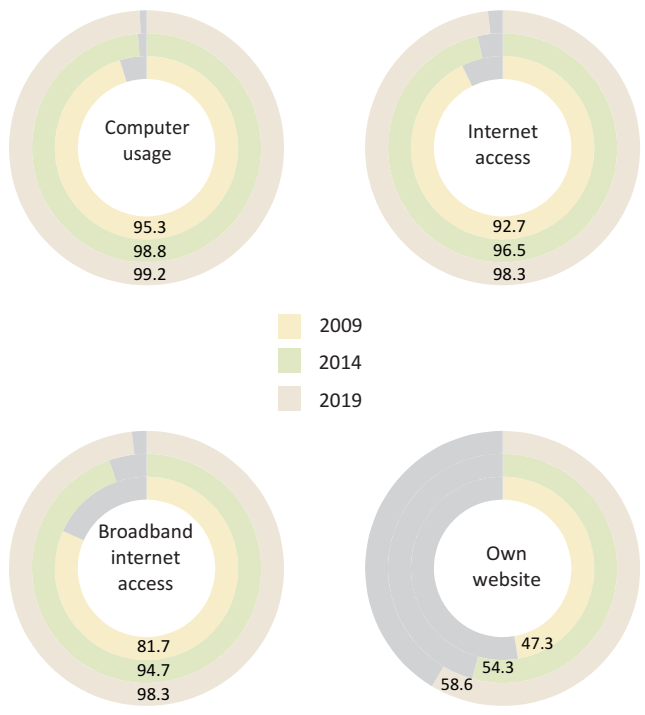 Computer
usage
95.3
98.8
99.2
Internet
access
92.7
96.5
98.3
2009
2014
2019
Broadband
internet
access
81.7
94.7
98.3
Own
website
47.3
54.3
58.6